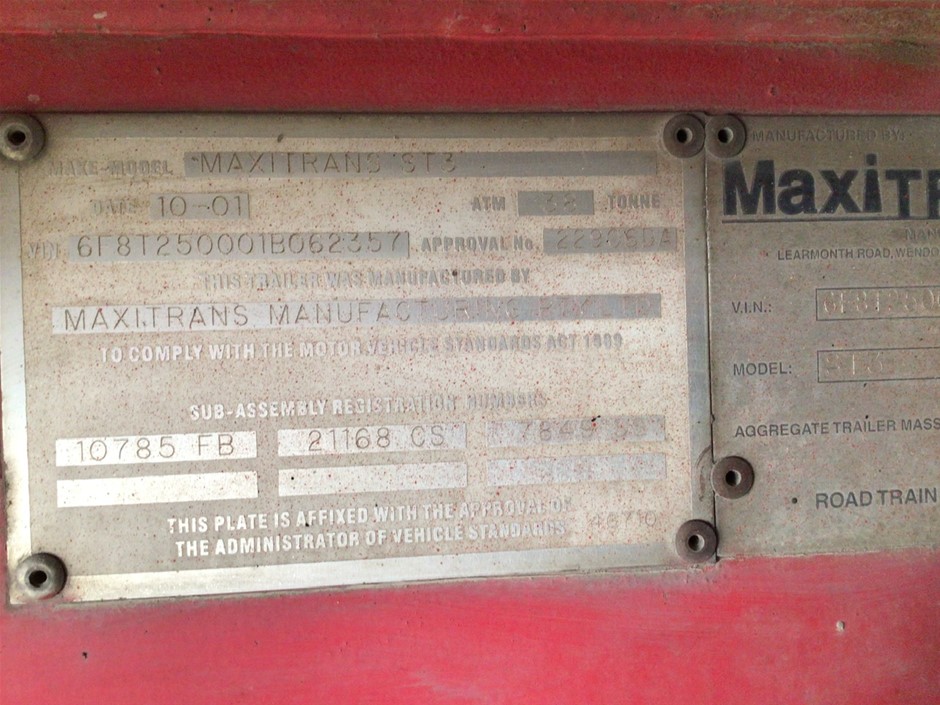 MAKE-MODEL MAXITRANS ST3
DATE 10-01 ATM 38 TONNE
VIN 6F8T250001B062357 APPROVAL No.
THIS TRAILER WAS MANUFACTURED BY
MAXITRANS MANUFACTURING PTY LTD
TO COMPLY WITH THE MOTOR VEHICLE STANDARDS ACT 1989
SUB-ASSEMBLY REGISTRATION NUMBERS
10785 FB 21168 CS
THIS PLATE IS AFFIXED WITH THE APPROVAL OF
THE ADMINISTRATOR OF VEHICLE STANDARDS
MANUFACTURED BY:
MaxiTR
LEARMONTH ROAD, WENDO
V.I.N.:
MODEL: ST3
AGGREGATE TRAILER MASS
• ROAD TRAIN